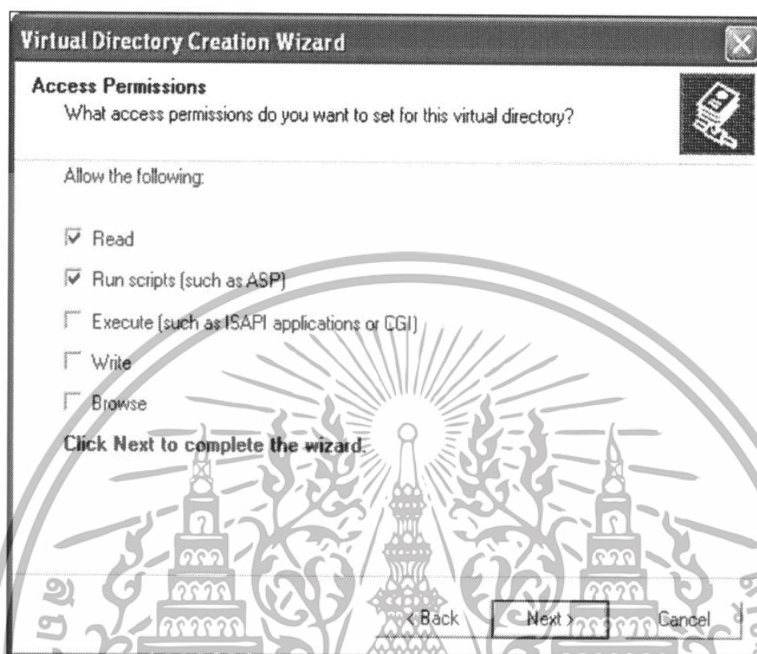 Virtual Directory Creation Wizard
Access Permissions
What access permissions do you want to set for this virtual directory?
Allow the following:
Read
Run scripts (such as ASP)
Execute (such as ISAPI applications or CGI)
Write
Browse
Click Next to complete the wizard.
< Back Next > Cancel